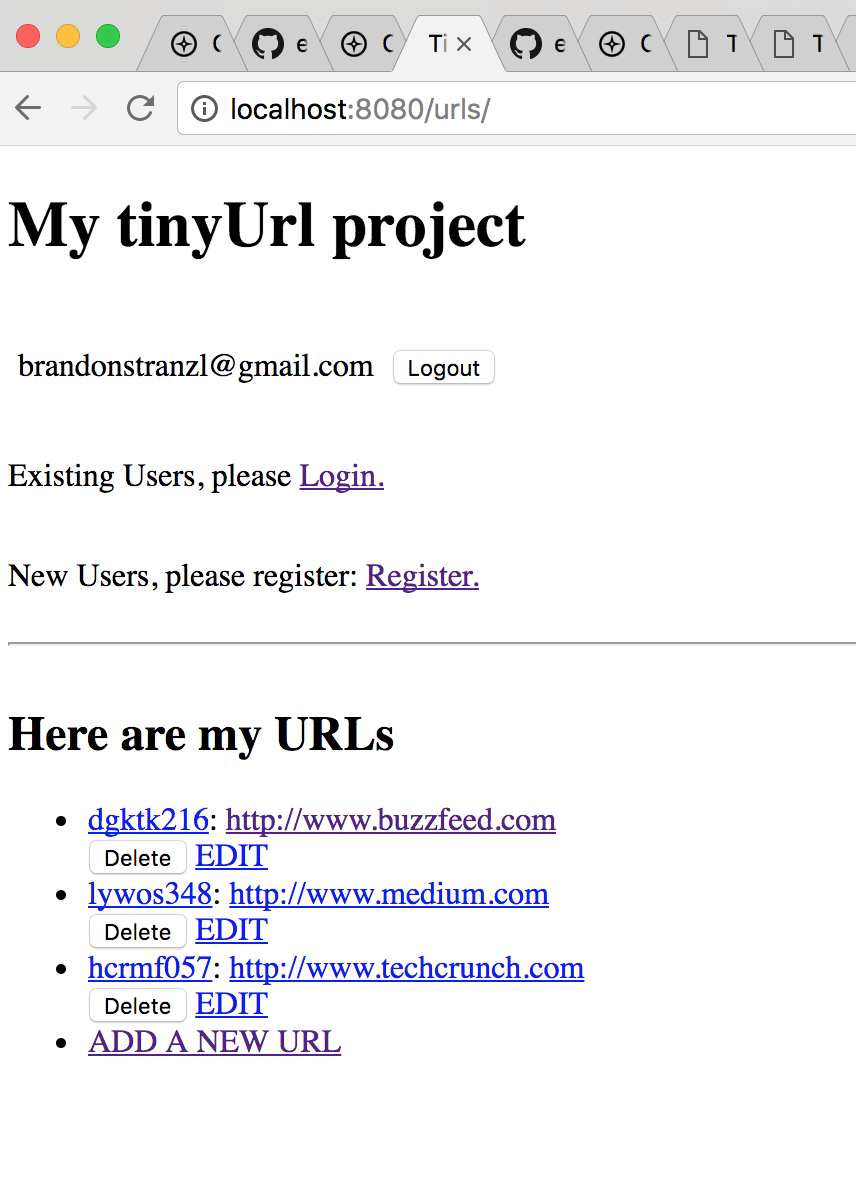 C e C Ti e C T T
localhost:8080/urls/
My tinyUrl project
brandonstranzl@gmail.com Logout
Existing Users, please Login.
New Users, please register: Register.
Here are my URLs
dgktk216: http://www.buzzfeed.com
Delete EDIT
lywos348: http://www.medium.com
Delete EDIT
hcrmf057: http://www.techcrunch.com
Delete EDIT
ADD A NEW URL